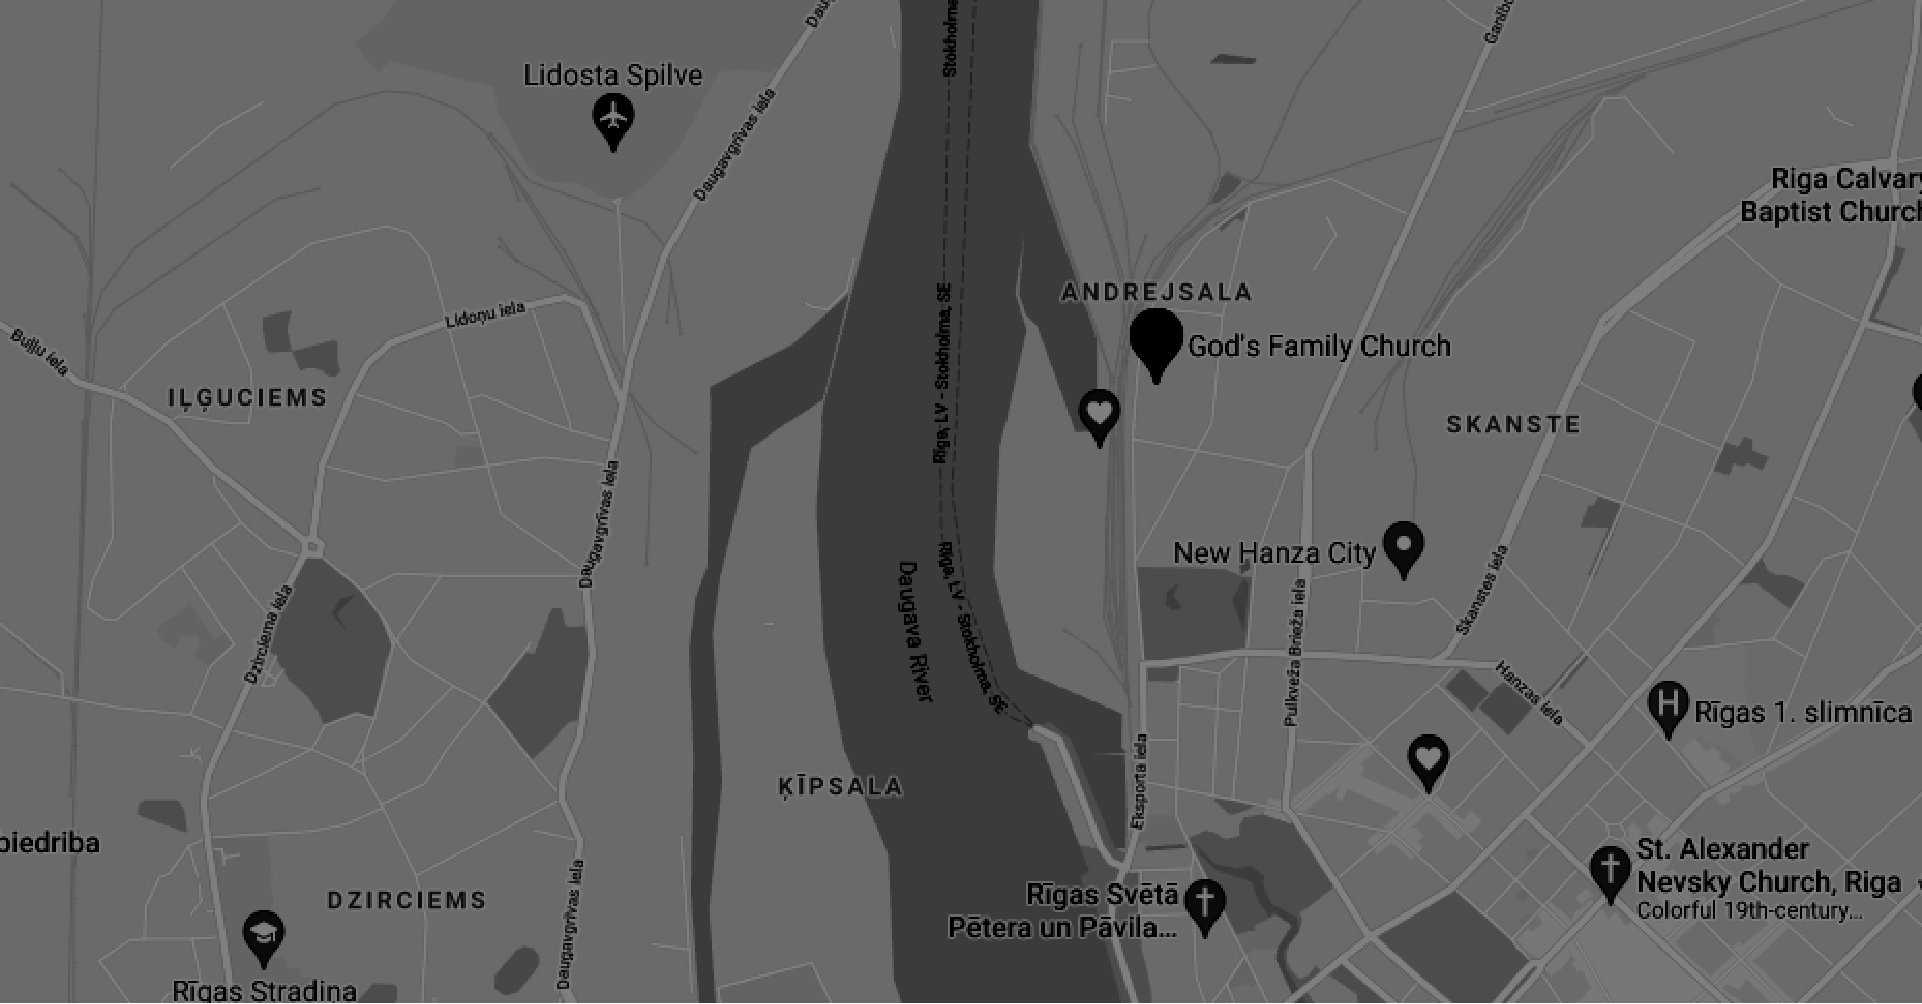 Stokholma
Lidosta Spilve
Daugavgrīvas iela
Riga Calvary
Baptist Church
ANDREJSALA
Lidoņu iela
Buļļu iela
Rīga, LV - Stokholma, SE
God's Family Church
IĻĢUCIEMS
SKANSTE
Daugavgrīvas iela
New Hanza City
Rīga, LV - Stokholma, SE
Skanstes iela
Dzirciema iela
Daugava River
Pulkveža Brieža iela
Hanzas iela
Rīgas 1. slimnīca
Eksporta iela
ĶĪPSALA
biedriba
St. Alexander
Nevsky Church, Riga
Colorful 19th-century...
DZIRCIEMS
Daugavgrīvas iela
Rīgas Svētā
Pētera un Pāvila...
Rīgas Stradiņa